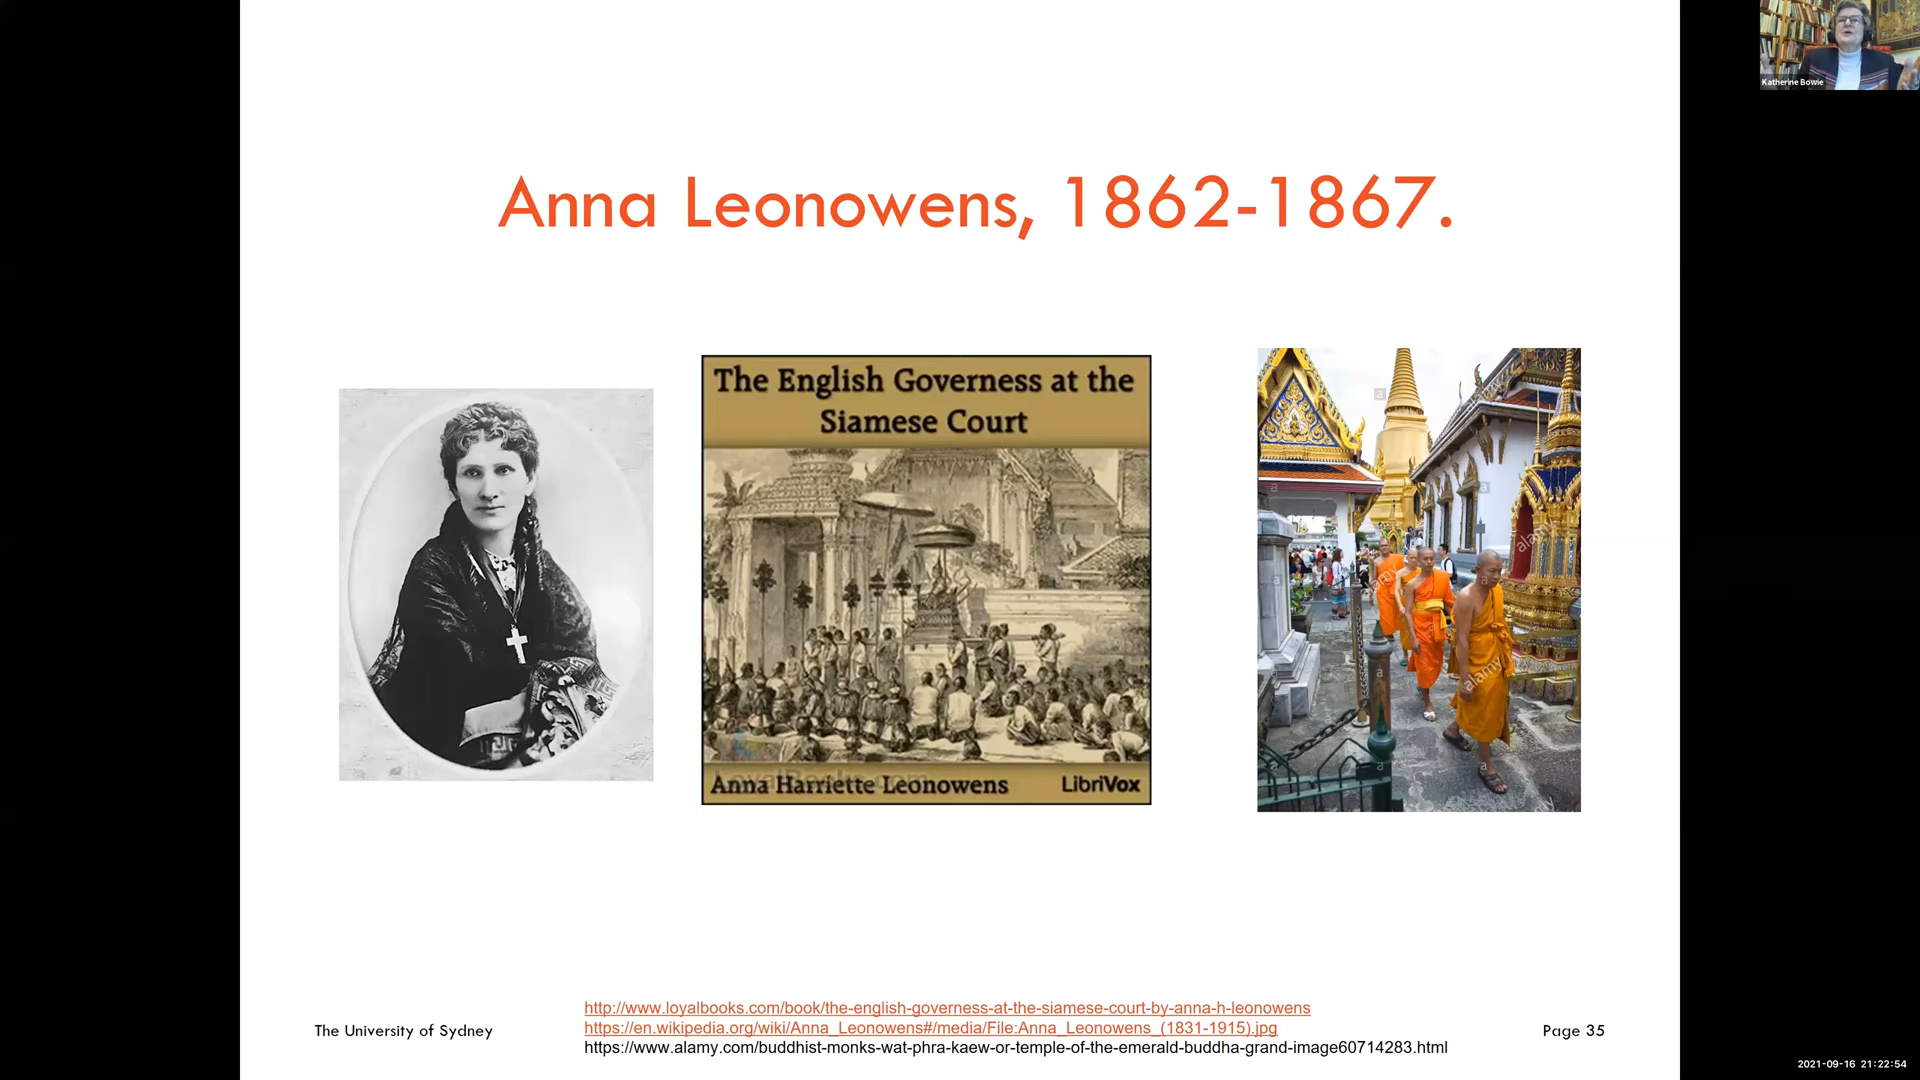 Katherine Bowie
Anna Leonowens, 1862-1867.
The English Governess at the
Siamese Court
Anna Harriette Leonowens
LibriVox
alamy
alamy
alamy
http://www.loyalbooks.com/book/the-english-governess-at-the-siamese-court-by-anna-h-leonowens
https://en.wikipedia.org/wiki/Anna_Leonowens#/media/File:Anna_Leonowens_(1831-1915).jpg
https://www.alamy.com/buddhist-monks-wat-phra-kaew-or-temple-of-the-emerald-buddha-grand-image60714283.html
The University of Sydney
Page 35
2021-09-16 21:22:54